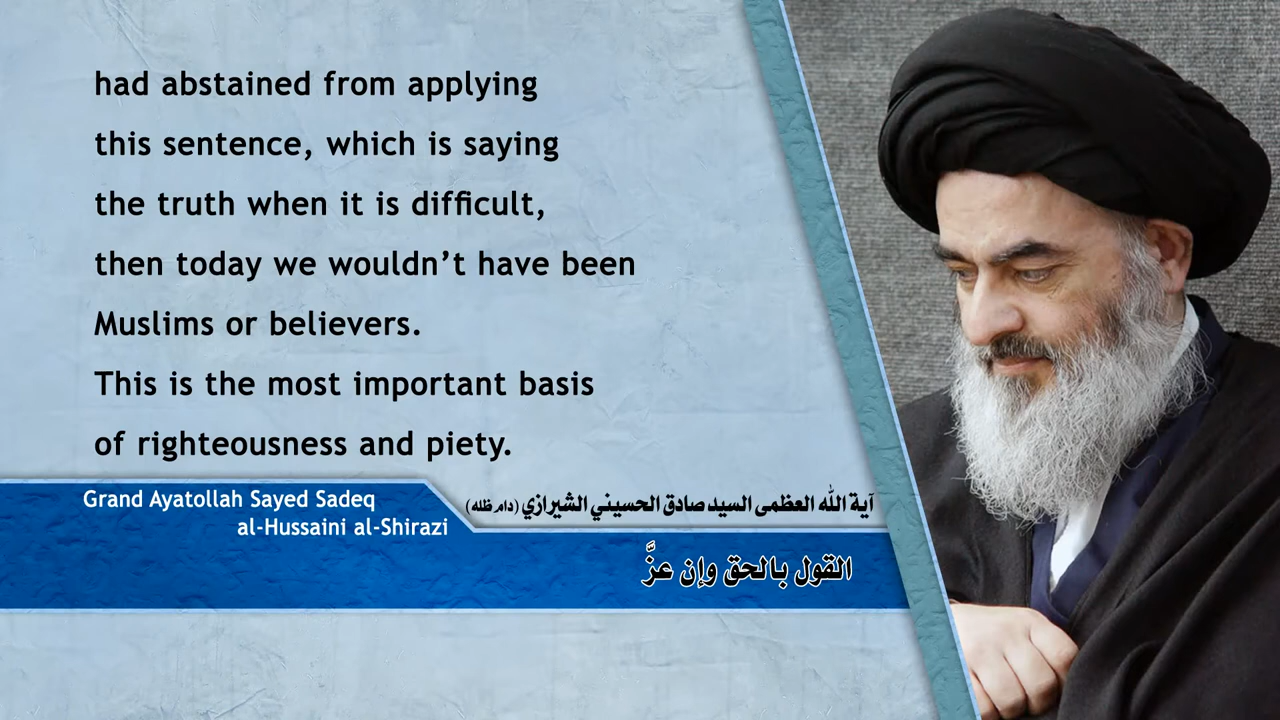 had abstained from applying
this sentence, which is saying
the truth when it is difficult,
then today we wouldn’t have been
Muslims or believers.
This is the most important basis
of righteousness and piety.
Grand Ayatollah Sayed Sadeq
al-Hussaini al-Shirazi
آية الله العظمى السيد صادق الحسيني الشيرازي (دام ظله)
القول بالحق وإن عزَّ